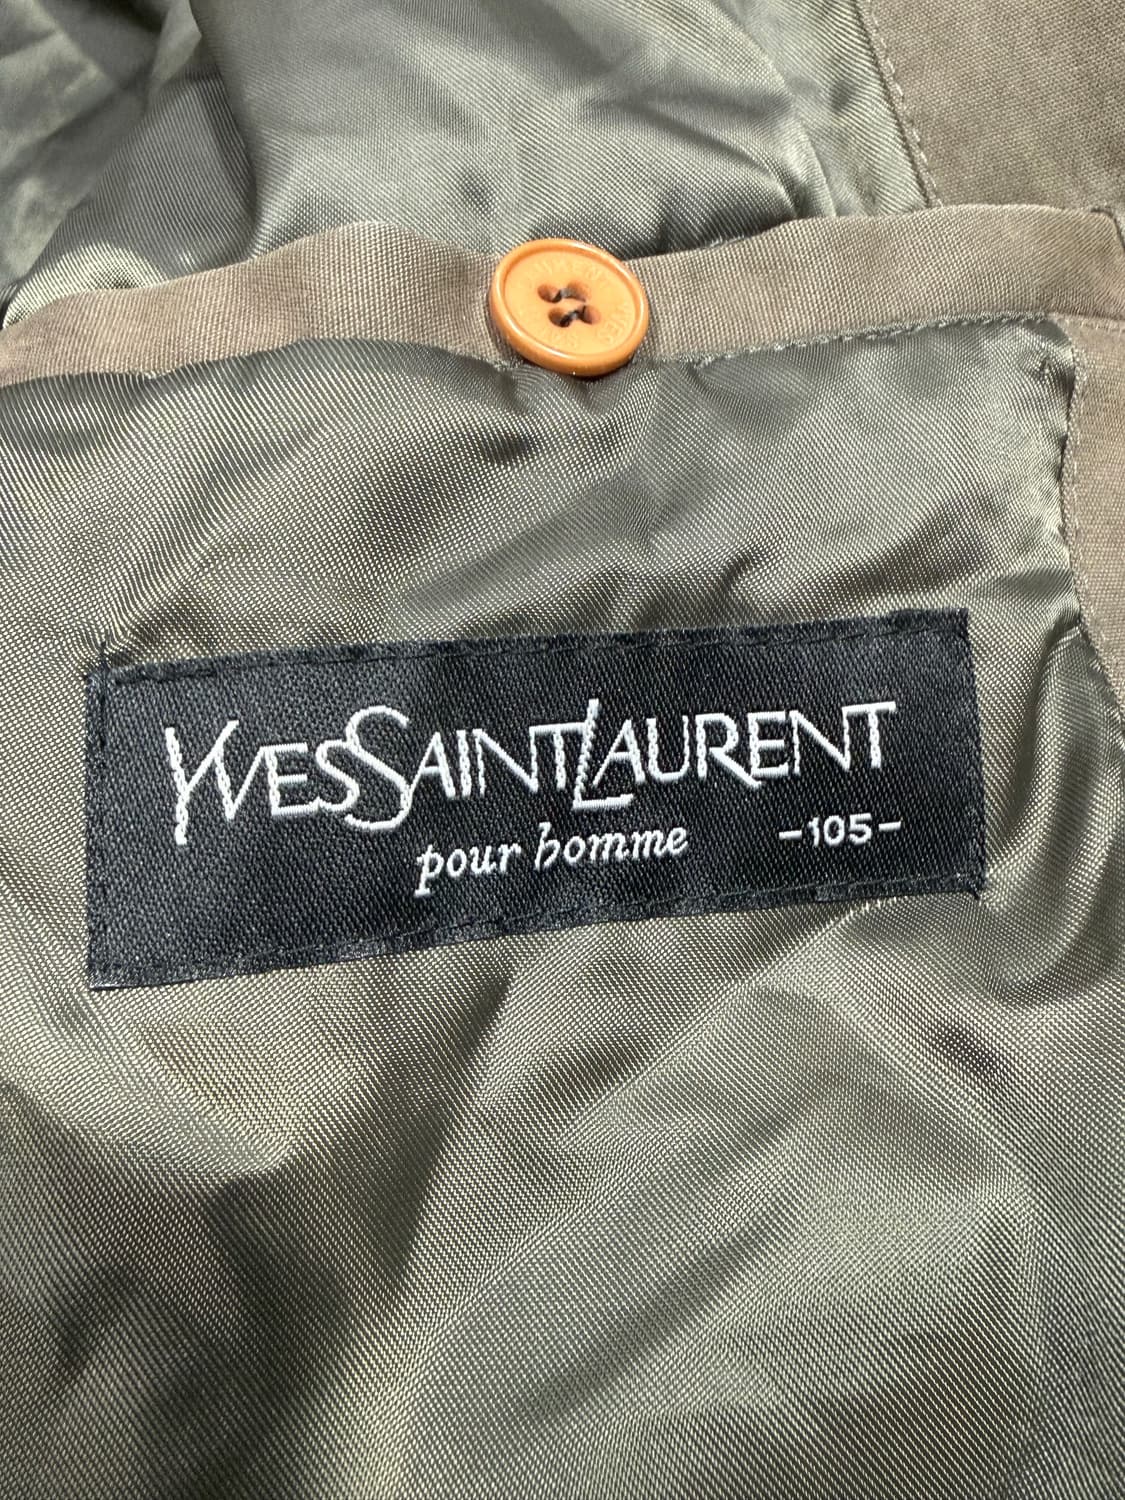 YVESSAINTLAURENT
pour homme
-105-